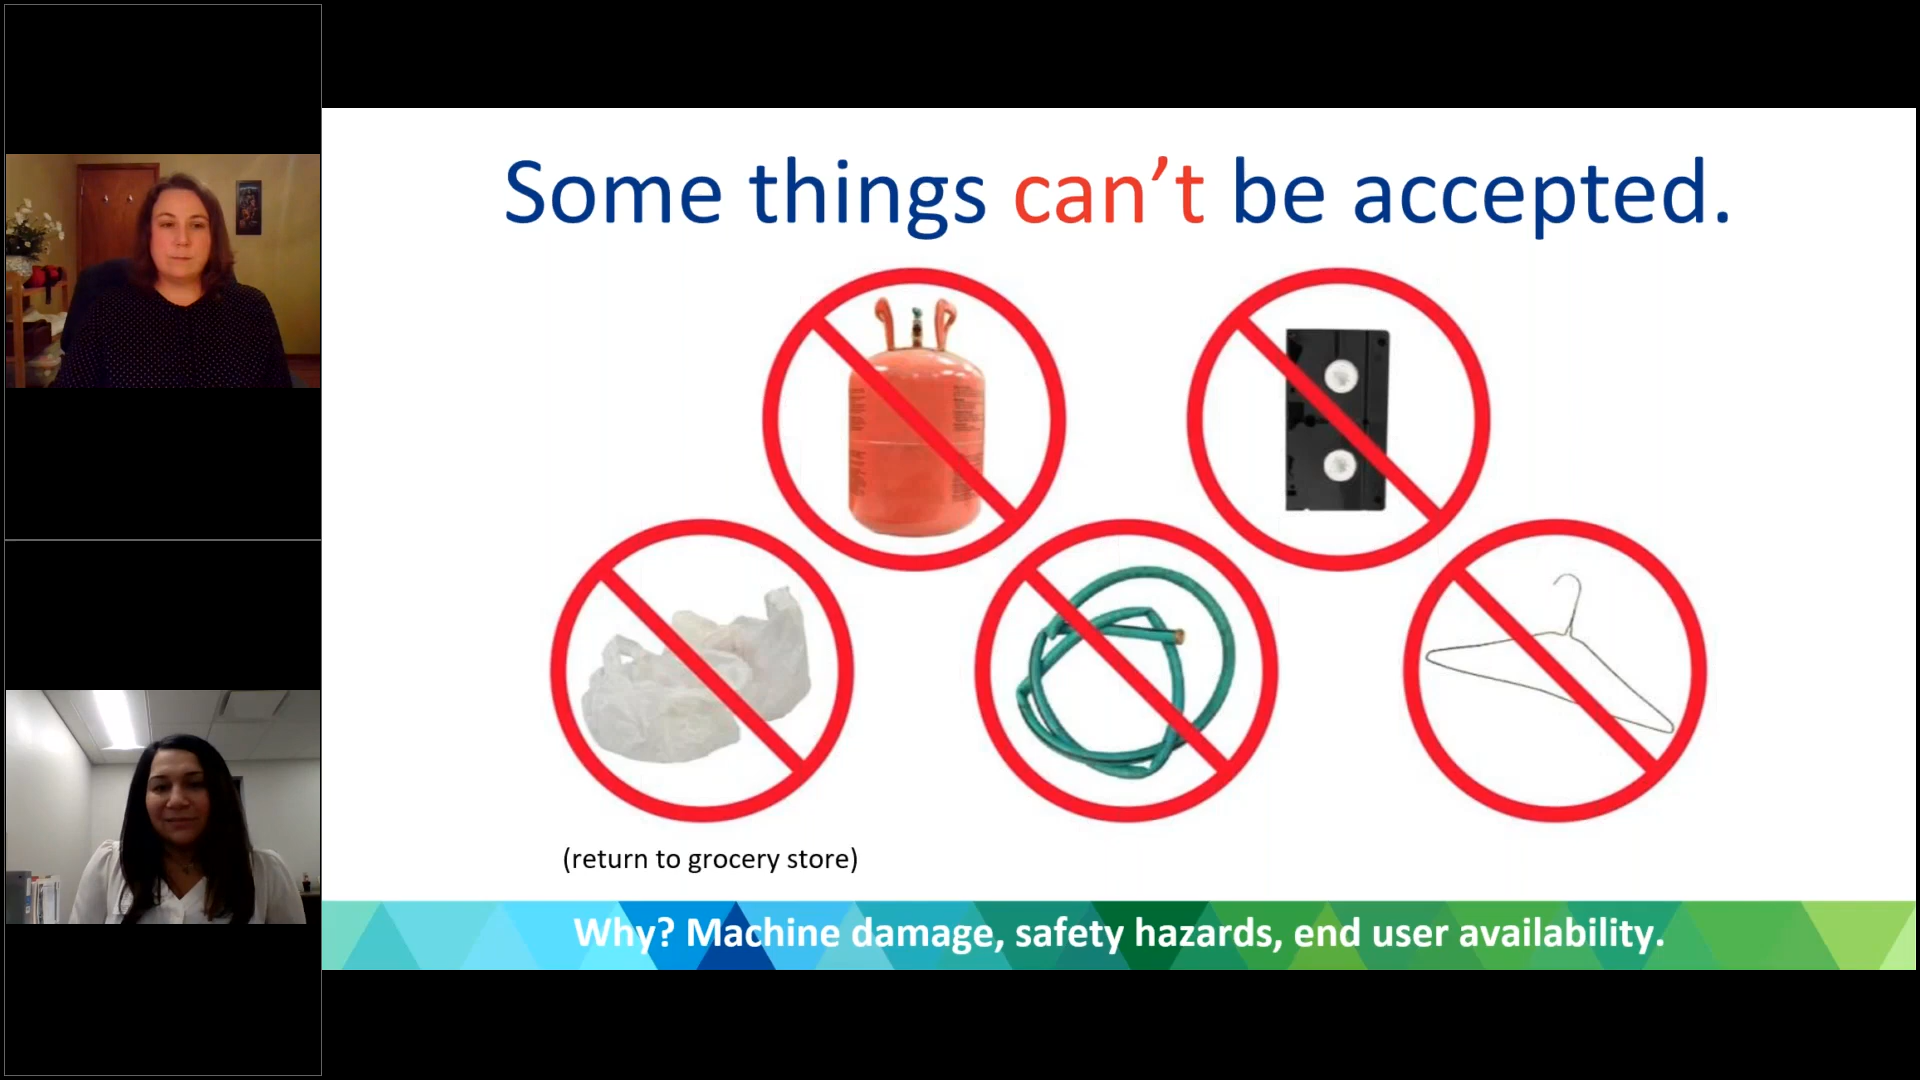 Some things can’t be accepted.
(return to grocery store)
Why? Machine damage, safety hazards, end user availability.